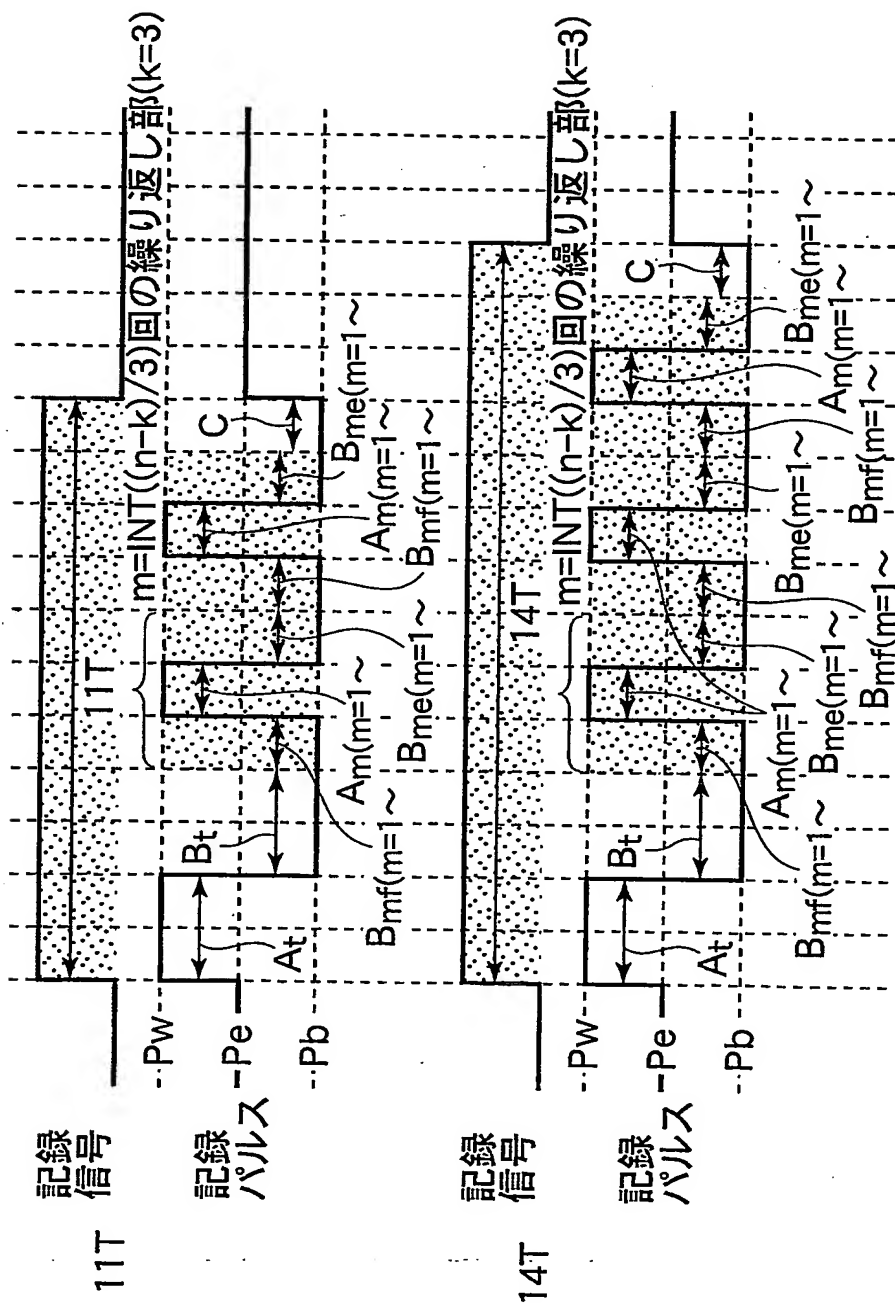 11T
記録
信号
11T
m=INT((n-k)/3)回の繰り返し部(k=3)
記録
パルス
Pw
Pe
Pb
At
Bt
Bmf(m=1~
Am(m=1~
Bme(m=1~
Bmf(m=1~
Am(m=1~
Bme(m=1~
C
14T
記録
信号
14T
m=INT((n-k)/3)回の繰り返し部(k=3)
記録
パルス
Pw
Pe
Pb
At
Bt
Bmf(m=1~
Am(m=1~
Bme(m=1~
Bmf(m=1~
Bme(m=1~
Bmf(m=1~
Am(m=1~
Bme(m=1~
C